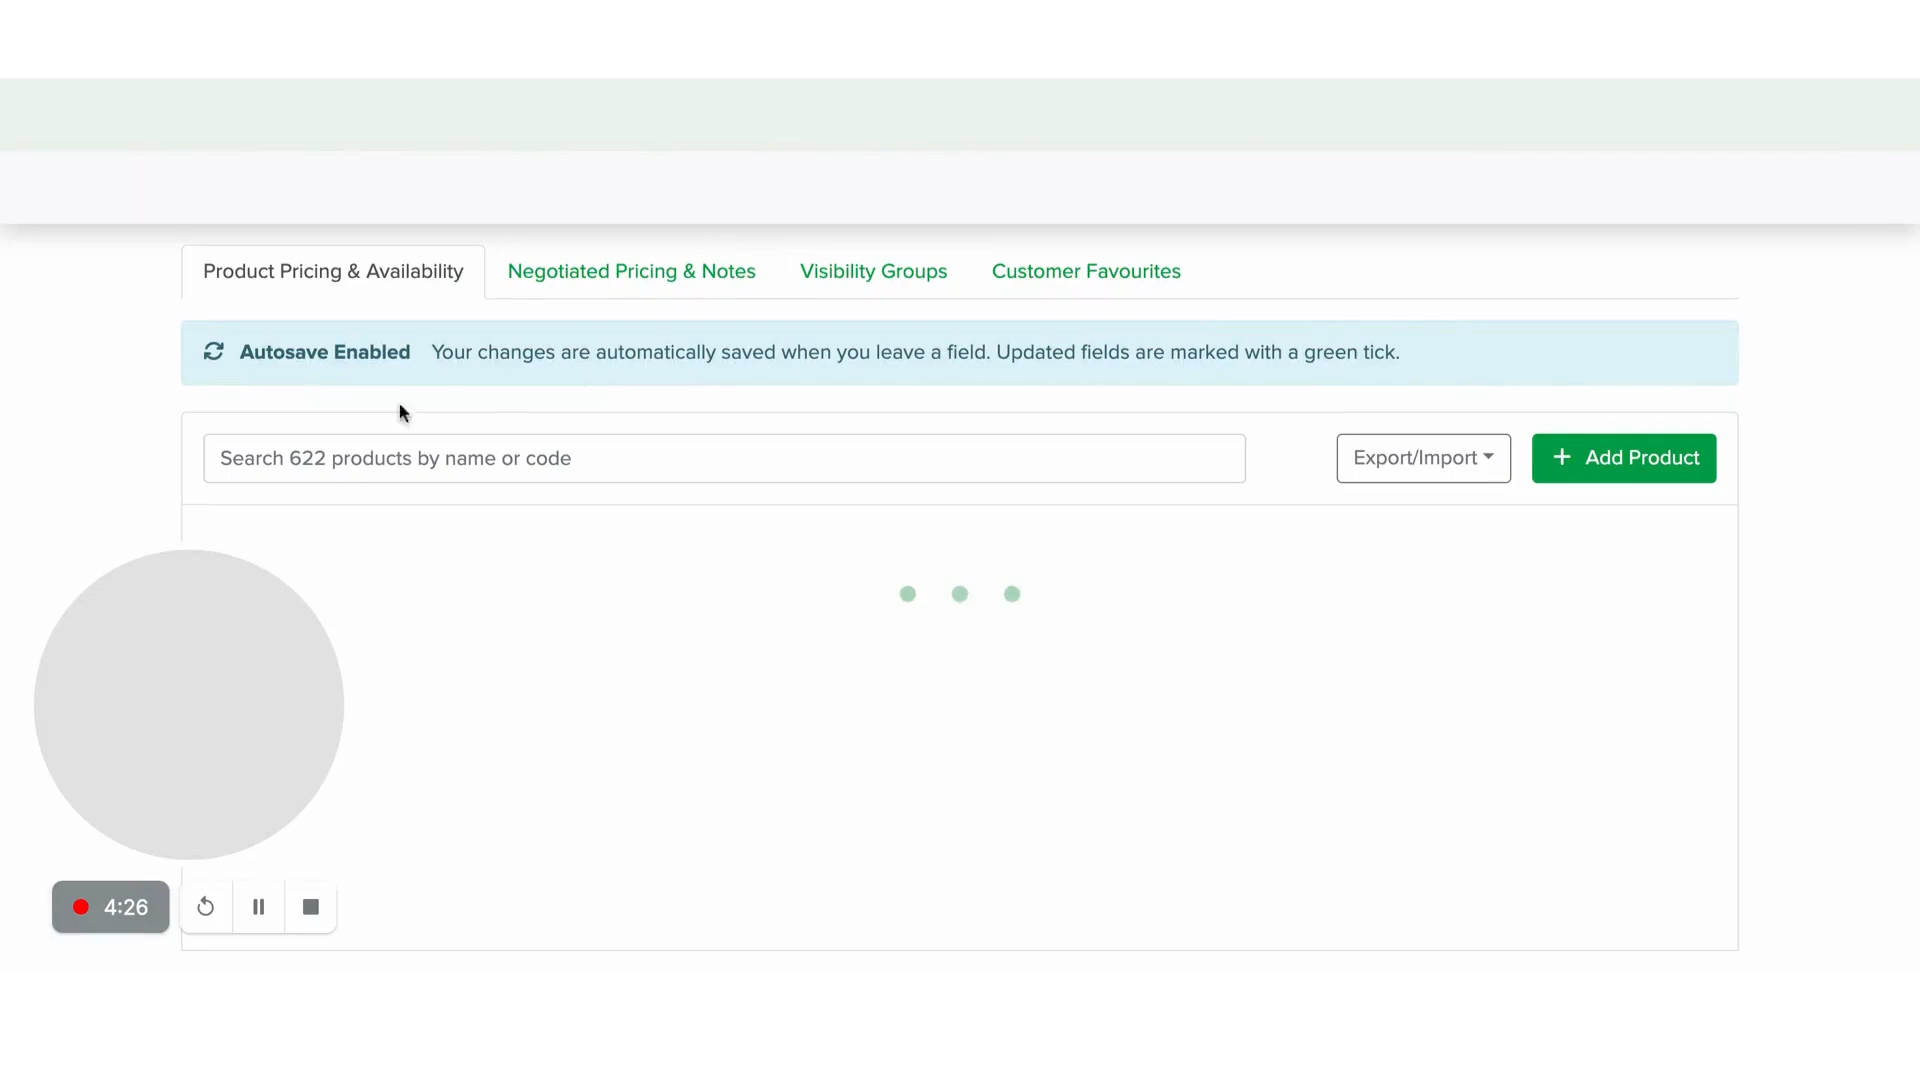 Product Pricing & Availability
Negotiated Pricing & Notes
Visibility Groups
Customer Favourites
Autosave Enabled Your changes are automatically saved when you leave a field. Updated fields are marked with a green tick.
Search 622 products by name or code
Export/Import
+ Add Product
4:26